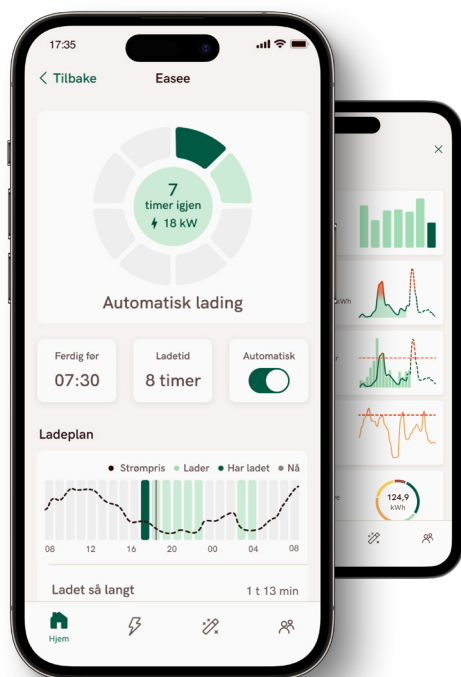 17:35
Tilbake
Easee
7
timer igjen
18 kW
Automatisk lading
Ferdig før
07:30
Ladetid
8 timer
Automatisk
Ladeplan
Strømpris Lader Har ladet Nå
08 12 16 20 00 04 08
Ladet så langt 1 t 13 min
Hjem
kWh
124,9
kWh